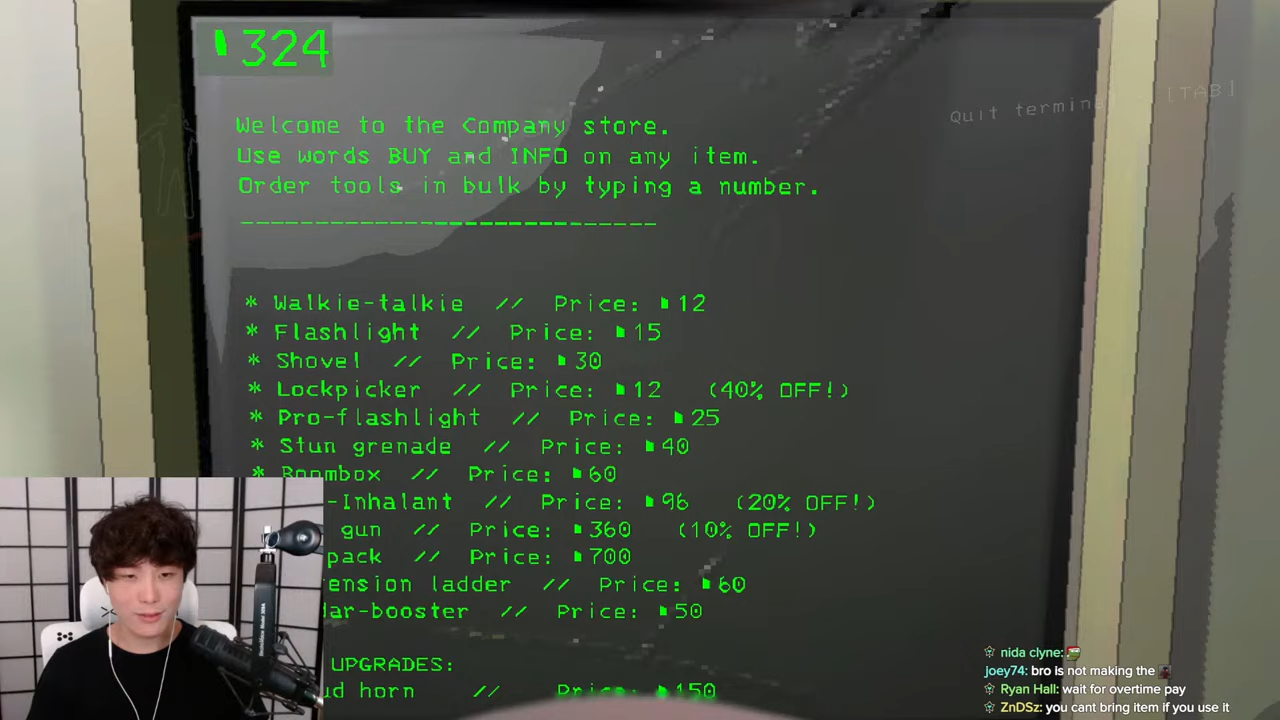 324
Quit termin [TAB]
Welcome to the Company store.
Use words BUY and INFO on any item.
Order tools in bulk by typing a number.
____________________________
* Walkie-talkie // Price: ▮12
* Flashlight // Price: ▮15
* Shovel // Price: ▮30
* Lockpicker // Price: ▮12 (40% OFF!)
* Pro-flashlight // Price: ▮25
* Stun grenade // Price: ▮40
* Boombox // Price: ▮60
-Inhalant // Price: ▮96 (20% OFF!)
gun // Price: ▮360 (10% OFF!)
pack // Price: ▮700
ension ladder // Price: ▮60
dar-booster // Price: ▮50
UPGRADES:
ud horn // Price: ▮150
nida clyne:
joey74: bro is not making the
Ryan Hall: wait for overtime pay
ZnDSz: you cant bring item if you use it